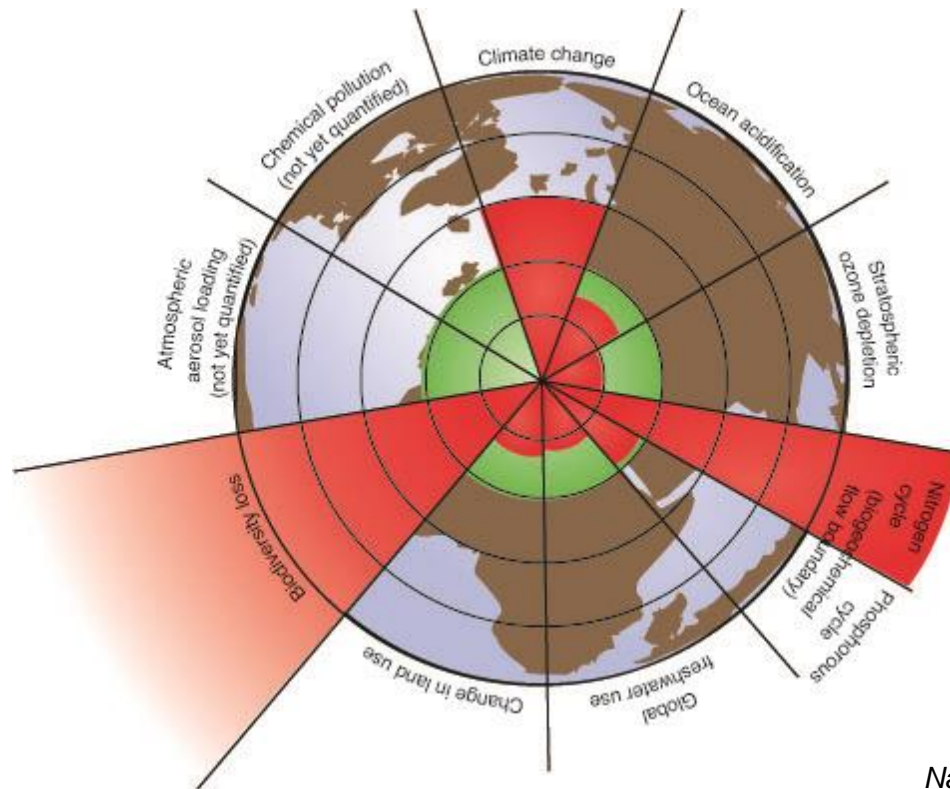 Climate change
Ocean acidification
Stratospheric
ozone depletion
Nitrogen
cycle
(biogeochemical
flow boundary)
Phosphorous
cycle
Global
freshwater use
Change in land use
Biodiversity loss
Atmospheric
aerosol loading
(not yet quantified)
Chemical pollution
(not yet quantified)
Na